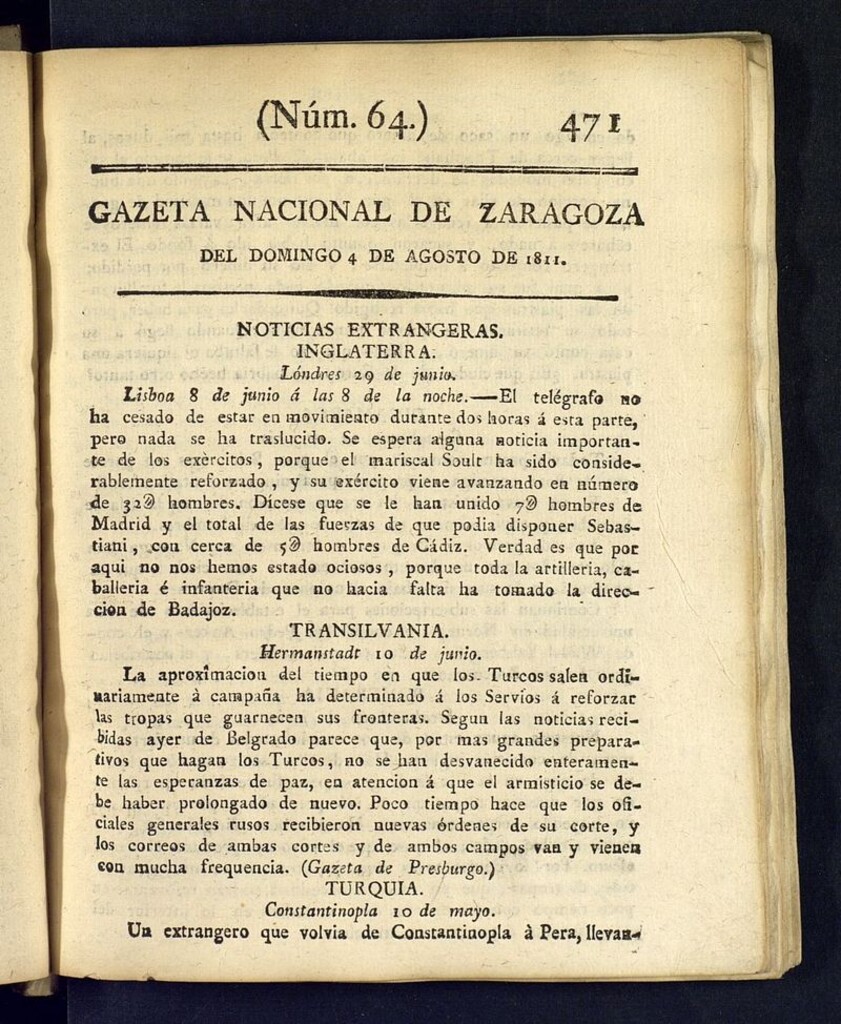 (Núm. 64.) 471
GAZETA NACIONAL DE ZARAGOZA
DEL DOMINGO 4 DE AGOSTO DE 1811.
NOTICIAS EXTRANGERAS.
INGLATERRA.
Lóndres 29 de junio.
Lisboa 8 de junio á las 8 de la noche.—El telégrafo no
ha cesado de estar en movimiento durante dos horas á esta parte,
pero nada se ha traslucido. Se espera alguna noticia importan-
te de los exèrcitos, porque el mariscal Soult ha sido conside-
rablemente reforzado, y su exército viene avanzando en número
de 32@ hombres. Dícese que se le han unido 7@ hombres de
Madrid y el total de las fuerzas de que podia disponer Sebas-
tiani, con cerca de 5@ hombres de Cádiz. Verdad es que por
aqui no nos hemos estado ociosos, porque toda la artilleria, ca-
balleria é infanteria que no hacia falta ha tomado la direc-
cion de Badajoz.
TRANSILVANIA.
Hermanstadt 10 de junio.
La aproxîmacion del tiempo en que los Turcos salen ordi-
nariamente à campaña ha determinado á los Servios á reforzar
las tropas que guarnecen sus fronteras. Segun las noticias reci-
bidas ayer de Belgrado parece que, por mas grandes prepara-
tivos que hagan los Turcos, no se han desvanecido enteramen-
te las esperanzas de paz, en atencion á que el armisticio se de-
be haber prolongado de nuevo. Poco tiempo hace que los ofi-
ciales generales rusos recibieron nuevas órdenes de su corte, y
los correos de ambas cortes y de ambos campos van y vienen
con mucha frequencia. (Gazeta de Presburgo.)
TURQUIA.
Constantinopla 10 de mayo.
Un extrangero que volvia de Constantinopla à Pera, llevan-